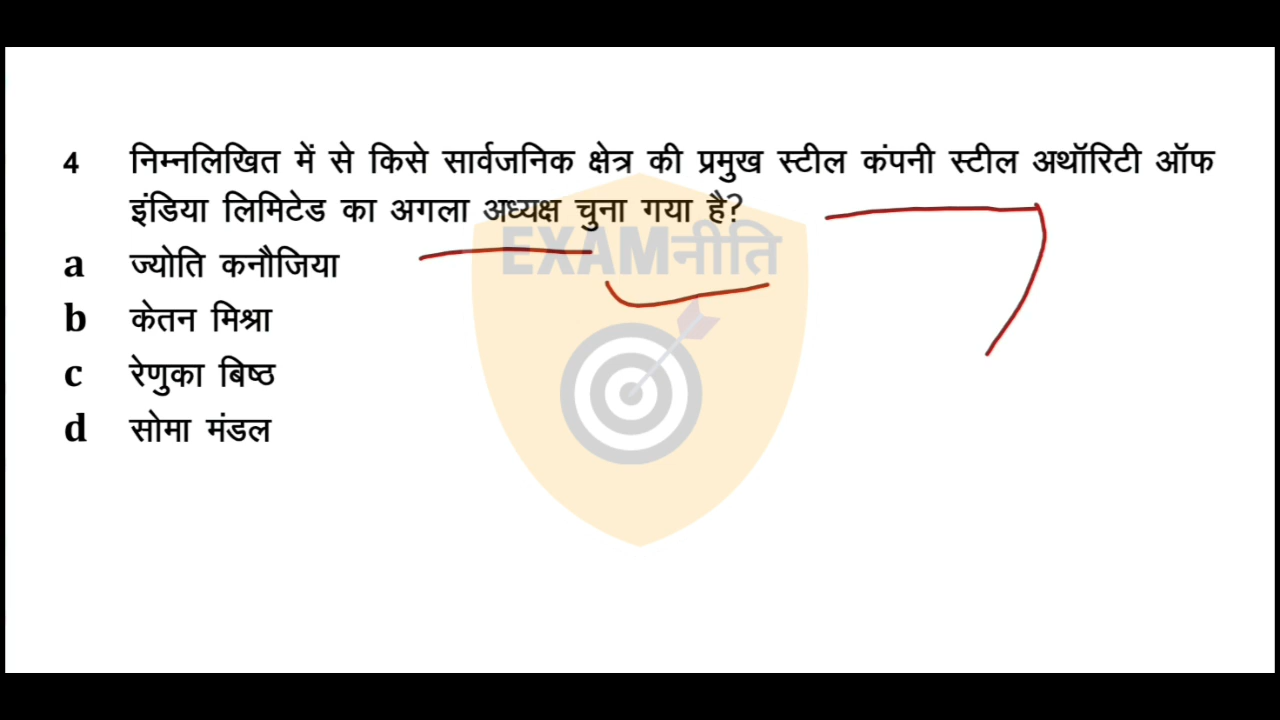 4 निम्नलिखित में से किसे सार्वजनिक क्षेत्र की प्रमुख स्टील कंपनी स्टील अथॉरिटी ऑफ
इंडिया लिमिटेड का अगला अध्यक्ष चुना गया है?
EXAMनीति
a ज्योति कनौजिया
b केतन मिश्रा
c रेणुका बिष्ठ
d सोमा मंडल